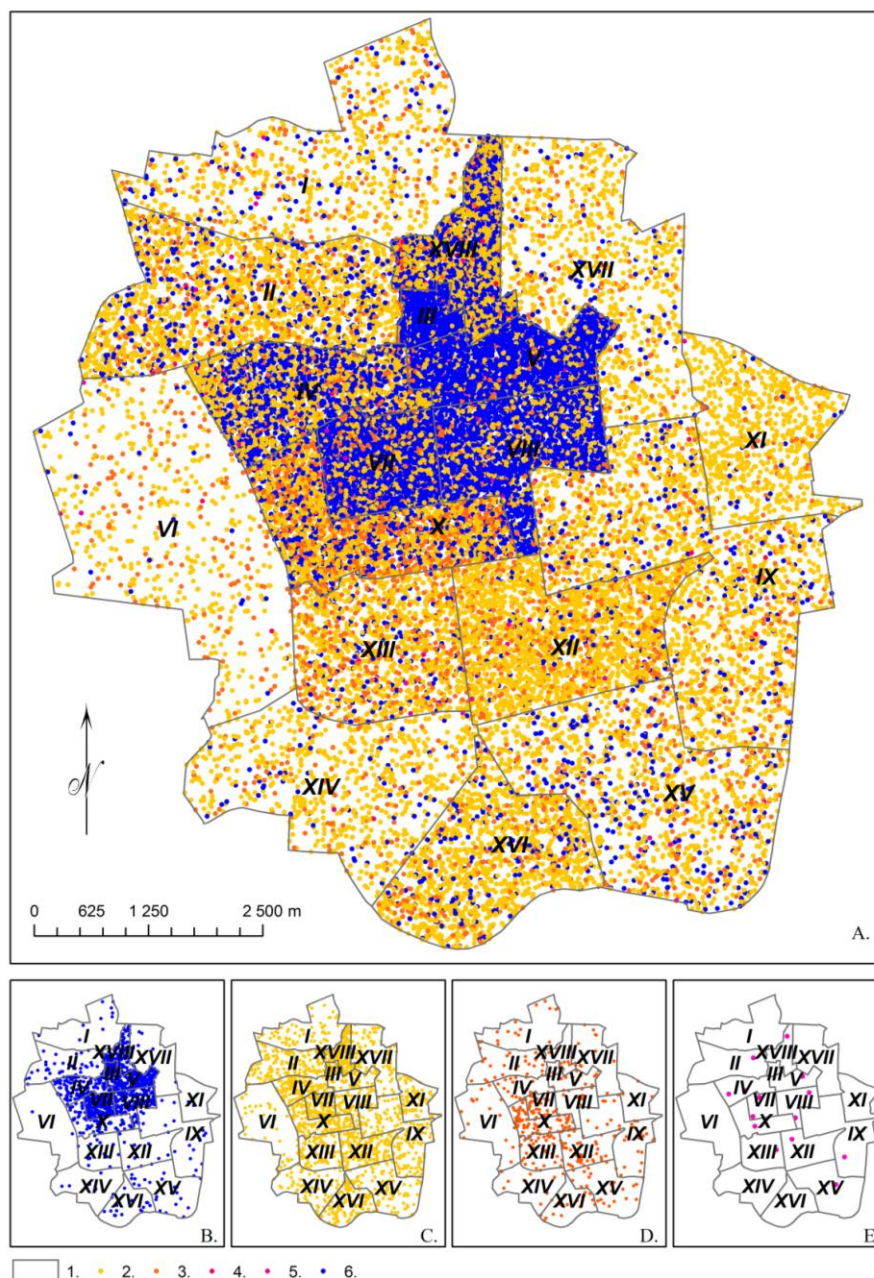 I
XVIII
XVII
II
III
V
IV
XI
VII
VIII
VI
X
IX
XIII
XII
N
XIV
XV
XVI
0 625 1 250 2 500 m
A.
I
XVIII XVII
II
III
IV V
VII VIII XI
VI X
IX
XIII XII
XIV XV
XVI
B.
I
XVIII XVII
II
III
IV V
VII VIII XI
VI X
IX
XIII XII
XIV XV
XVI
C.
I
XVIII XVII
II
III
IV V
VII VIII XI
VI X
IX
XIII XII
XIV XV
XVI
D.
I
XVIII XVII
II
III
IV V
VII VIII XI
VI X
IX
XIII XII
XIV XV
XVI
E.
1. 2. 3. 4. 5. 6.